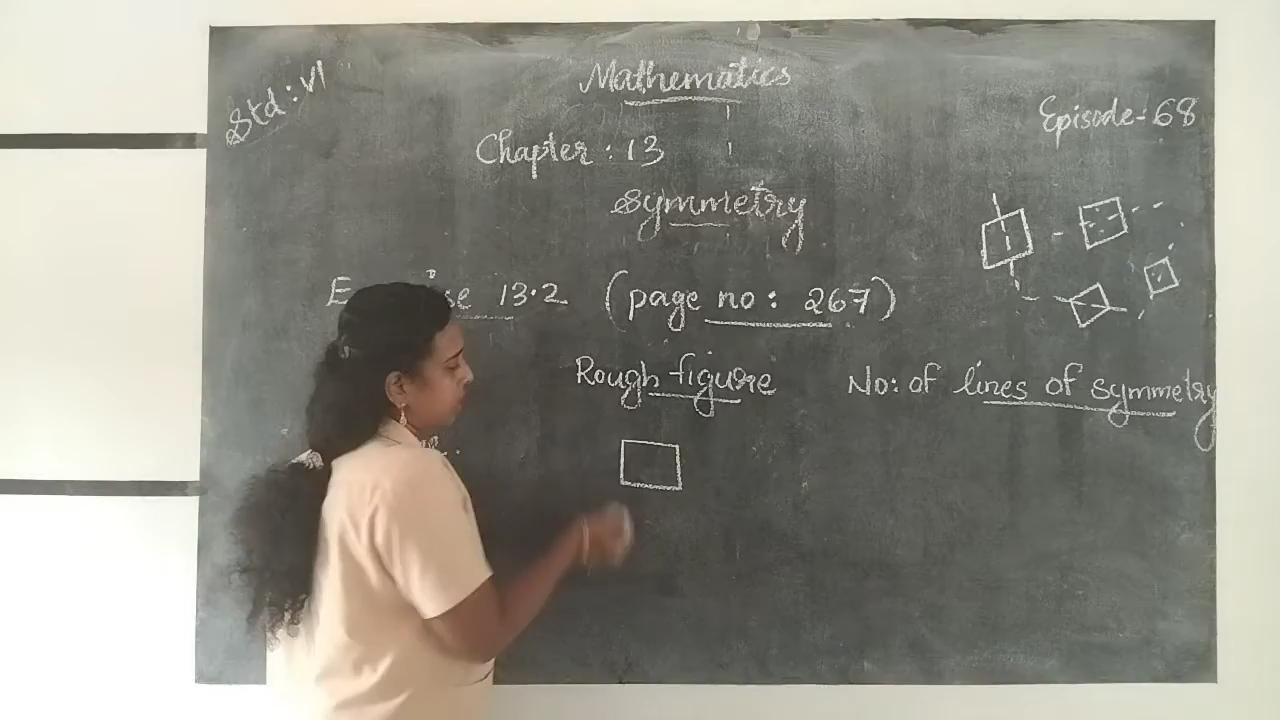 Std: VI
Mathematics
Episode-68
Chapter: 13
Symmetry
13.2 (page no: 267)
Rough figure
No: of lines of symmetry